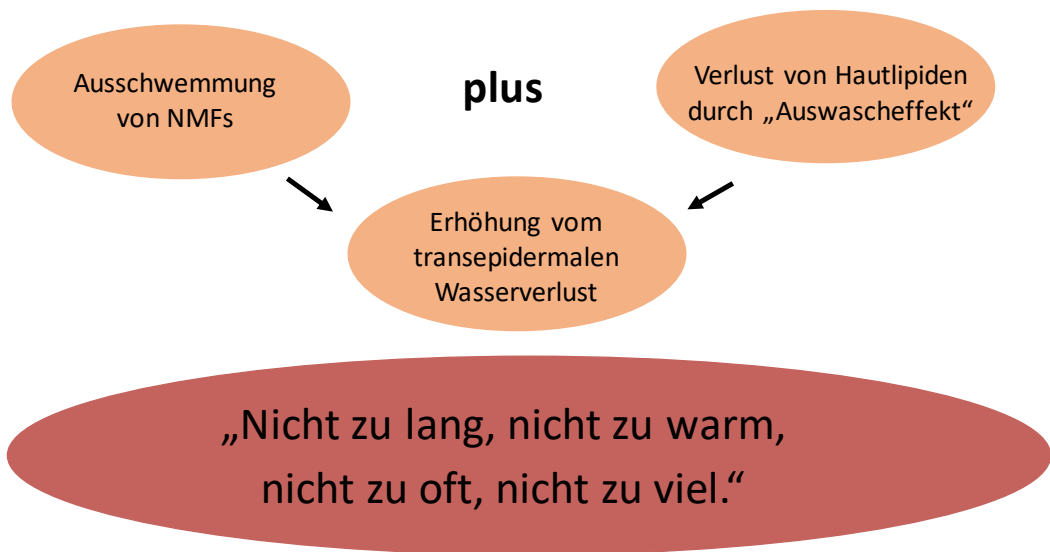 Ausschwemmung
von NMFs
plus
Verlust von Hautlipiden
durch „Auswascheffekt“
Erhöhung vom
transepidermalen
Wasserverlust
„Nicht zu lang, nicht zu warm,
nicht zu oft, nicht zu viel.“